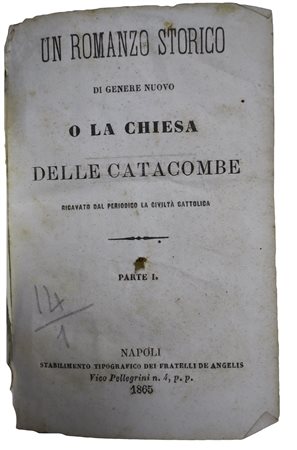 UN ROMANZO STORICO
DI GENERE NUOVO
O LA CHIESA
DELLE CATACOMBE
RICAVATO DAL PERIODICO LA CIVILTÀ CATTOLICA
PARTE I.
14
1
NAPOLI
STABILIMENTO TIPOGRAFICO DEI FRATELLI DE ANGELIS
Vico Pellegrini n. 4, p. p.
1865